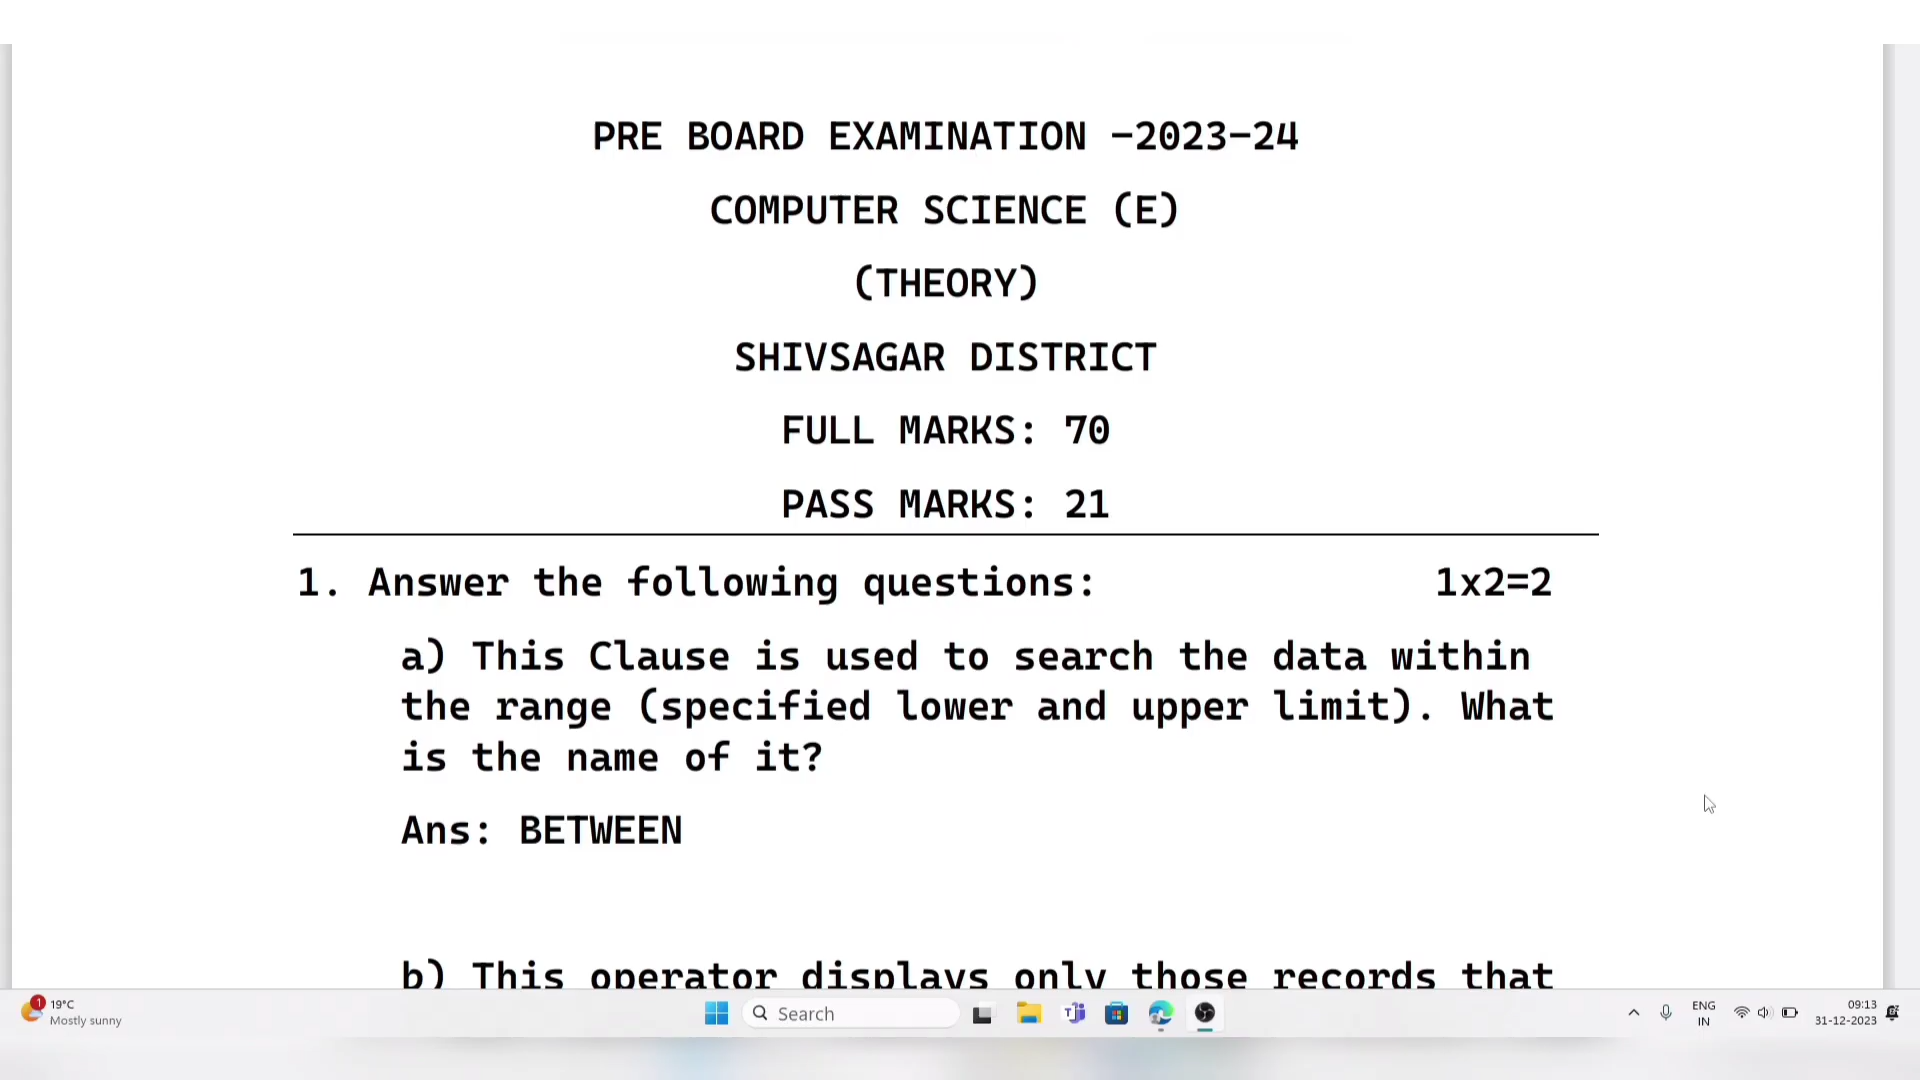 PRE BOARD EXAMINATION -2023-24
COMPUTER SCIENCE (E)
(THEORY)
SHIVSAGAR DISTRICT
FULL MARKS: 70
PASS MARKS: 21
1. Answer the following questions: 1x2=2
a) This Clause is used to search the data within
the range (specified lower and upper limit). What
is the name of it?
Ans: BETWEEN
b) This operator displays only those records that
1 19°C
Mostly sunny
Search
ENG
IN
09:13
31-12-2023